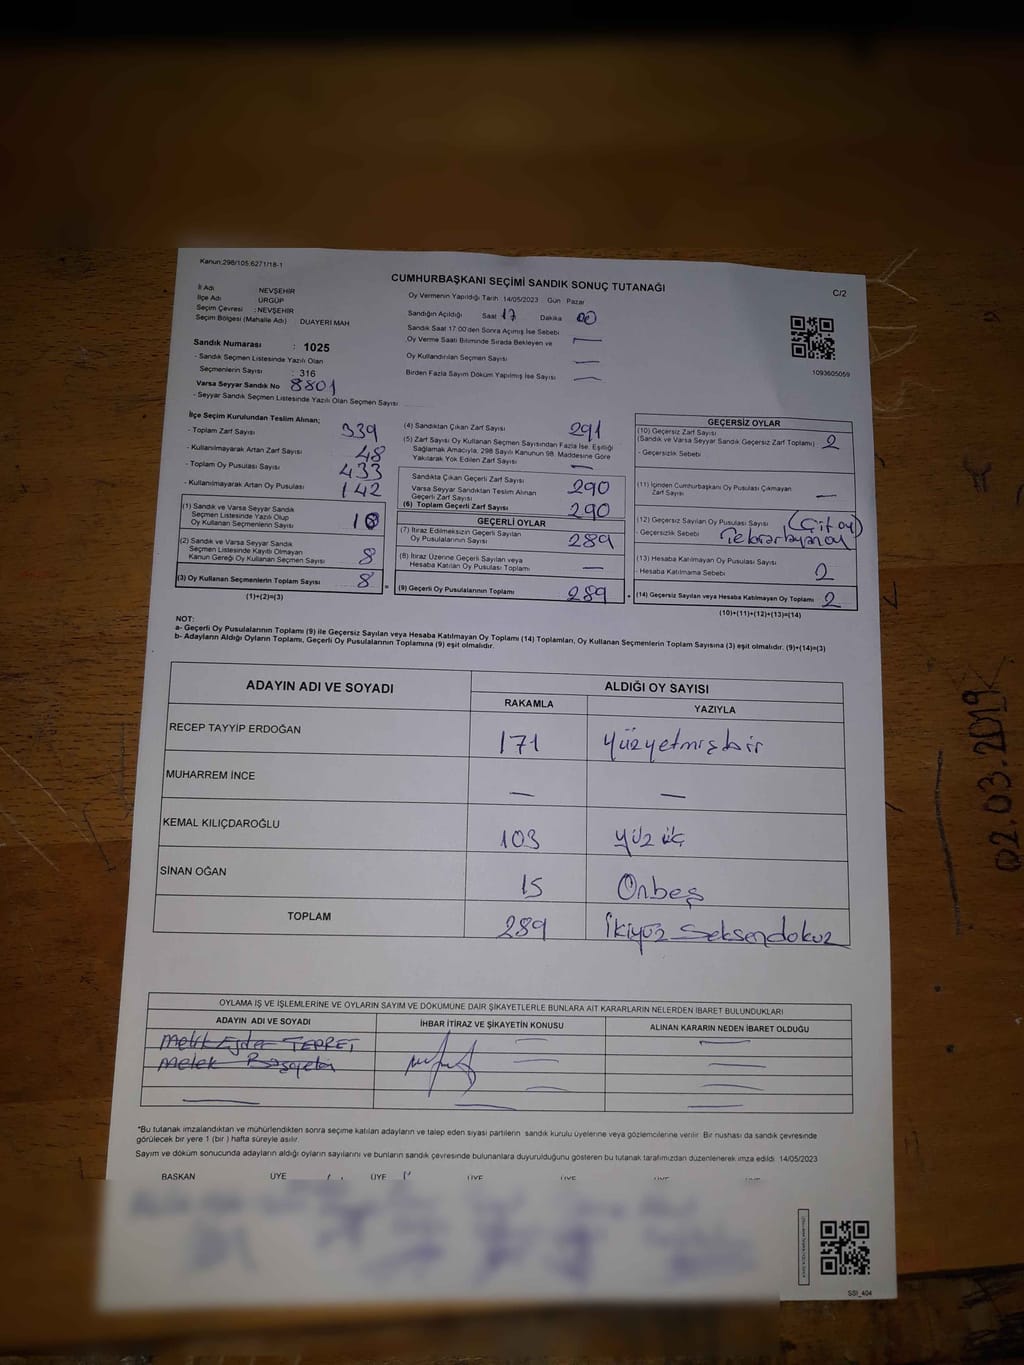 Kanun:298/105.6271/18-1
CUMHURBAŞKANI SEÇİMİ SANDIK SONUÇ TUTANAĞI
C/2
İl Adı NEVŞEHİR
İlçe Adı ÜRGÜP
Seçim Çevresi : NEVŞEHİR
Seçim Bölgesi (Mahalle Adı) DUAYERİ MAH
Oy Vermenin Yapıldığı Tarih 14/05/2023 Gün Pazar
Sandığın Açıldığı Saat 17 Dakika 00
Sandık Saat 17:00'den Sonra Açımış İse Sebebi
Oy Verme Saati Bitiminde Sırada Bekleyen ve —
Oy Kullandırılan Seçmen Sayısı —
Birden Fazla Sayım Döküm Yapılmış İse Sayısı —
1093605059
Sandık Numarası : 1025
- Sandık Seçmen Listesinde Yazılı Olan
Seçmenlerin Sayısı : 316
Varsa Seyyar Sandık No 8801
- Seyyar Sandık Seçmen Listesinde Yazılı Olan Seçmen Sayısı
İlçe Seçim Kurulundan Teslim Alınan;
- Toplam Zarf Sayısı 339
- Kullanılmayarak Artan Zarf Sayısı 48
- Toplam Oy Pusulası Sayısı 433
- Kullanılmayarak Artan Oy Pusulası 142
(1) Sandık ve Varsa Seyyar Sandık
Seçmen Listesinde Yazılı Olup
Oy Kullanan Seçmenlerin Sayısı
(2) Sandık ve Varsa Seyyar Sandık
Seçmen Listesinde Kayıtlı Olmayan
Kanun Gereği Oy Kullanan Seçmen Sayısı 8
(3) Oy Kullanan Seçmenlerin Toplam Sayısı 8
(1)+(2)=(3)
(4) Sandıktan Çıkan Zarf Sayısı 291
(5) Zarf Sayısı Oy Kullanan Seçmen Sayısından Fazla İse, Eşitliği
Sağlamak Amacıyla, 298 Sayılı Kanunun 98. Maddesine Göre
Yakılarak Yok Edilen Zarf Sayısı —
Sandıkta Çıkan Geçerli Zarf Sayısı 290
Varsa Seyyar Sandıktan Teslim Alınan
Geçerli Zarf Sayısı
(6) Toplam Geçerli Zarf Sayısı 290
GEÇERLİ OYLAR
(7) İtiraz Edilmeksizin Geçerli Sayılan
Oy Pusulalarının Sayısı 289
(8) İtiraz Üzerine Geçerli Sayılan veya
Hesaba Katılan Oy Pusulası Toplamı —
= (9) Geçerli Oy Pusulalarının Toplamı 289
GEÇERSİZ OYLAR
(10) Geçersiz Zarf Sayısı
(Sandık ve Varsa Seyyar Sandık Geçersiz Zarf Toplamı) 2
- Geçersizlik Sebebi
(11) İçinden Cumhurbaşkanı Oy Pusulası Çıkmayan
Zarf Sayısı —
(12) Geçersiz Sayılan Oy Pusulası Sayısı (Çift oy)
- Geçersizlik Sebebi
(13) Hesaba Katılmayan Oy Pusulası Sayısı
- Hesaba Katılmama Sebebi 2
+ (14) Geçersiz Sayılan veya Hesaba Katılmayan Oy Toplamı 2
(10)+(11)+(12)+(13)=(14)
NOT:
a- Geçerli Oy Pusulalarının Toplamı (9) ile Geçersiz Sayılan veya Hesaba Katılmayan Oy Toplamı (14) Toplamları, Oy Kullanan Seçmenlerin Toplam Sayısına (3) eşit olmalıdır. (9)+(14)=(3)
b- Adayların Aldığı Oyların Toplamı, Geçerli Oy Pusulalarının Toplamına (9) eşit olmalıdır.
ADAYIN ADI VE SOYADI ALDIĞI OY SAYISI
RAKAMLA YAZIYLA
RECEP TAYYİP ERDOĞAN 171 Yüzyetmişbir
MUHARREM İNCE — —
KEMAL KILIÇDAROĞLU 103 Yüz üç
SİNAN OĞAN 15 Onbeş
TOPLAM 289 İkiyüz Seksendokuz
OYLAMA İŞ VE İŞLEMLERİNE VE OYLARIN SAYIM VE DÖKÜMÜNE DAİR ŞİKAYETLERLE BUNLARA AİT KARARLARIN NELERDEN İBARET BULUNDUKLARI
ADAYIN ADI VE SOYADI İHBAR İTİRAZ VE ŞİKAYETİN KONUSU ALINAN KARARIN NEDEN İBARET OLDUĞU
Melek
*Bu tutanak imzalandıktan ve mühürlendikten sonra seçime katılan adayların ve talep eden siyasi partilerin sandık kurulu üyelerine veya gözlemcilerine verilir. Bir nushası da sandık çevresinde
görülecek bir yere 1 (bir ) hafta süreyle asılır.
Sayım ve döküm sonucunda adayların aldığı oyların sayılarını ve bunların sandık çevresinde bulunanlara duyurulduğunu gösteren bu tutanak tarafımızdan düzenlenerek imza edildi. 14/05/2023
BAŞKAN ÜYE ÜYE ÜYE ÜYE ÜYE ÜYE
SSI_404
02.03.2019